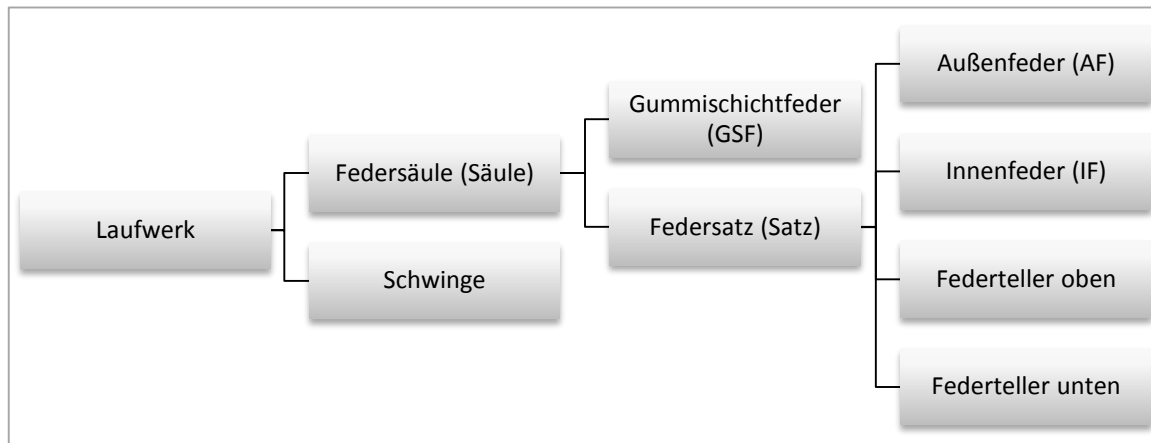 Laufwerk
Federsäule (Säule)
Schwinge
Gummischichtfeder
(GSF)
Federsatz (Satz)
Außenfeder (AF)
Innenfeder (IF)
Federteller oben
Federteller unten